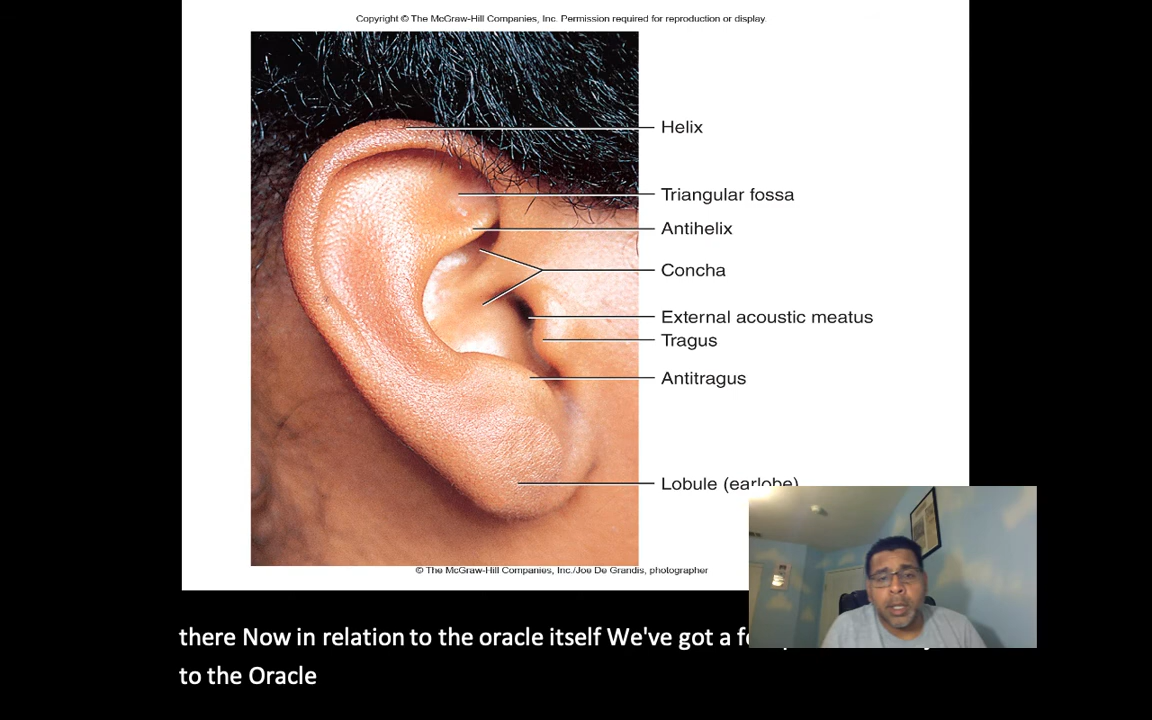 Copyright © The McGraw-Hill Companies, Inc. Permission required for reproduction or display.
Helix
Triangular fossa
Antihelix
Concha
External acoustic meatus
Tragus
Antitragus
Lobule (earlobe)
© The McGraw-Hill Companies, Inc./Joe De Grandis, photographer
there Now in relation to the oracle itself We've got a
to the Oracle